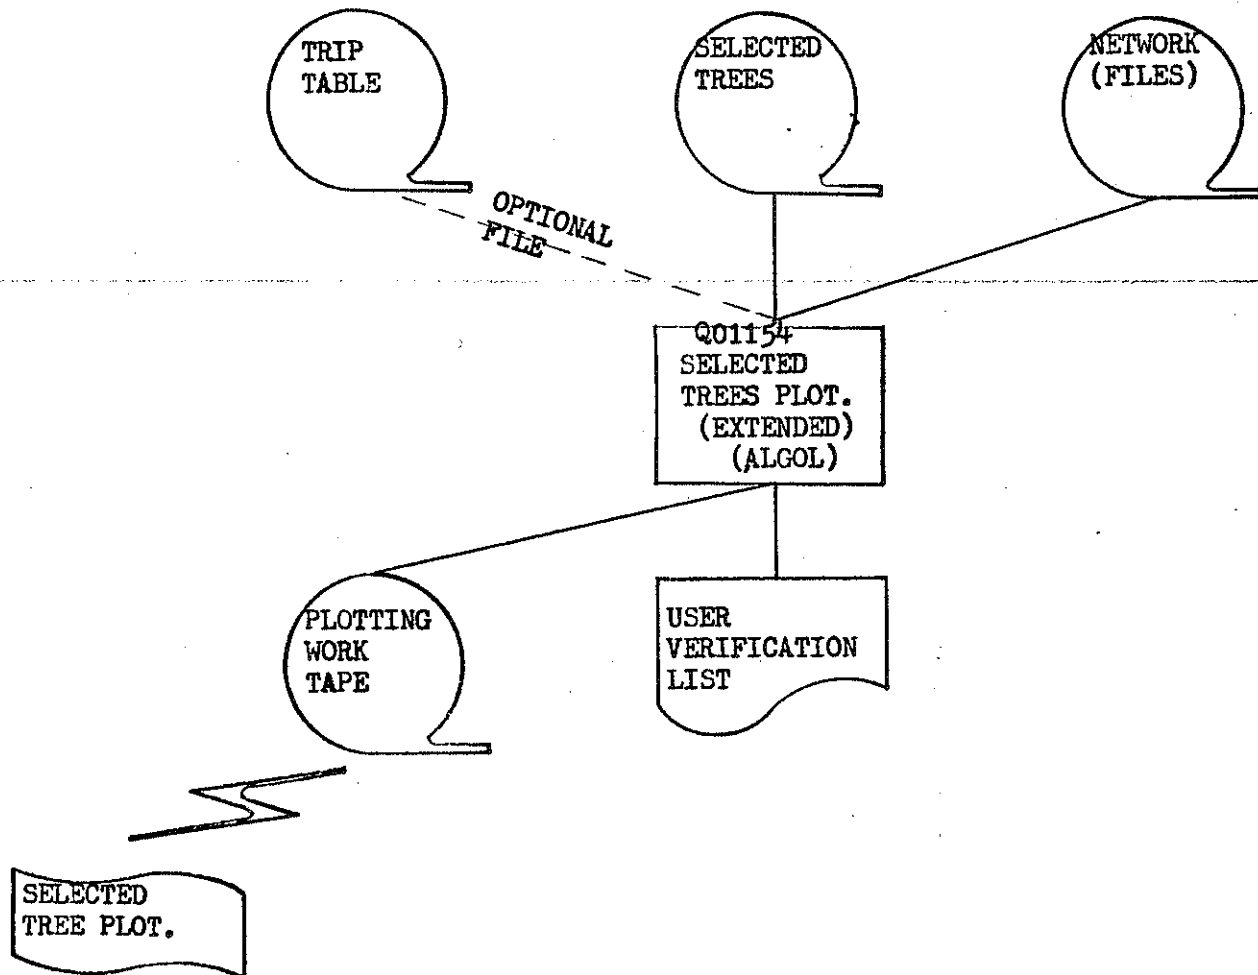 TRIP
TABLE
SELECTED
TREES
NETWORK
(FILES)
OPTIONAL
FILE
Q01154
SELECTED
TREES PLOT.
(EXTENDED)
(ALGOL)
PLOTTING
WORK
TAPE
USER
VERIFICATION
LIST
SELECTED
TREE PLOT.